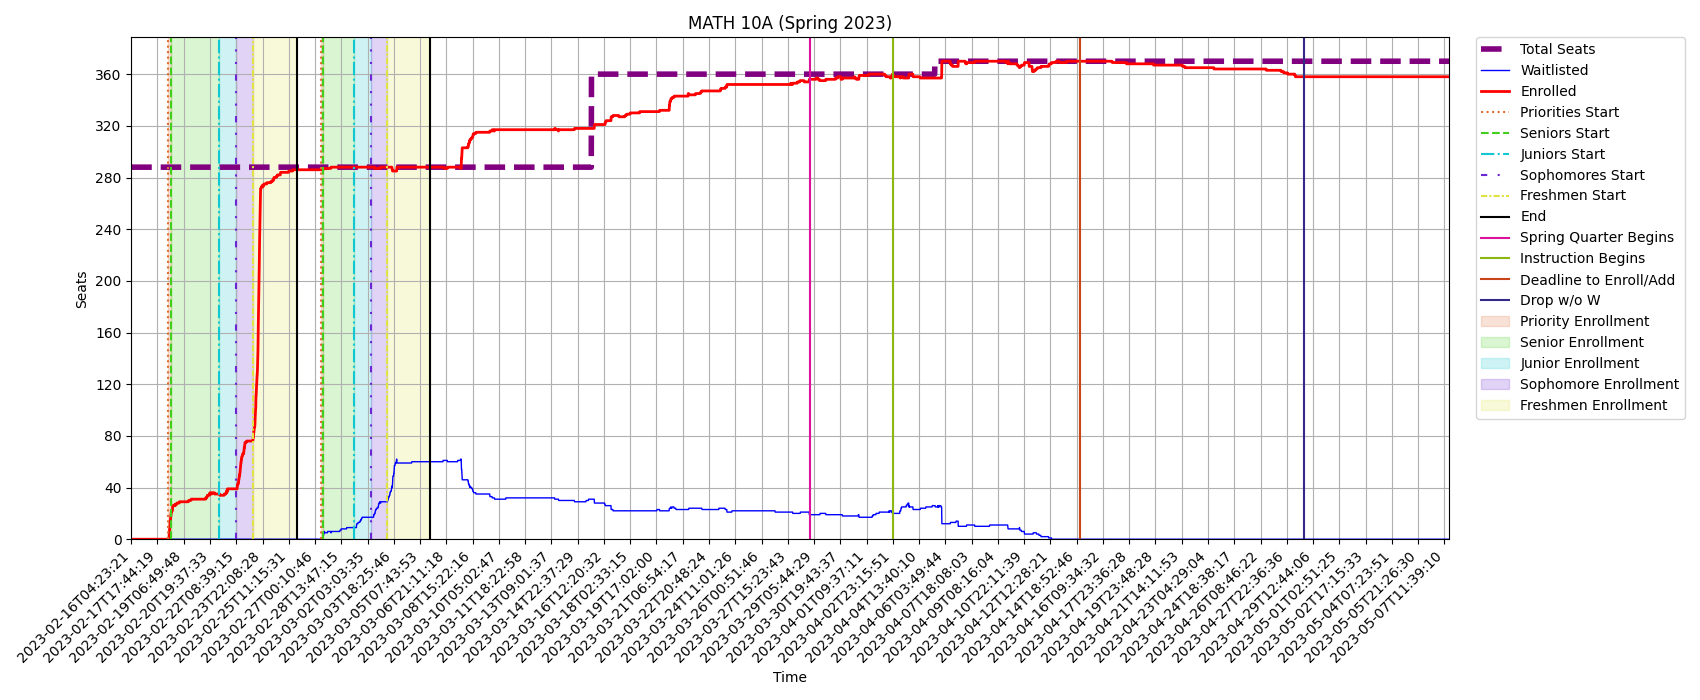 MATH 10A (Spring 2023)
Seats
360
320
280
240
200
160
120
80
40
0
2023-02-16T04:23:21
2023-02-17T17:44:19
2023-02-19T06:49:48
2023-02-20T19:37:33
2023-02-22T08:39:15
2023-02-23T22:08:28
2023-02-25T11:15:31
2023-02-27T00:10:46
2023-02-28T13:47:15
2023-03-02T03:03:35
2023-03-03T18:25:46
2023-03-05T07:43:53
2023-03-06T21:11:18
2023-03-08T15:22:16
2023-03-10T05:02:47
2023-03-11T18:22:58
2023-03-13T09:01:37
2023-03-14T22:37:29
2023-03-16T12:20:32
2023-03-18T02:33:15
2023-03-19T17:02:00
2023-03-21T06:54:17
2023-03-22T20:48:24
2023-03-24T11:01:26
2023-03-26T00:51:46
2023-03-27T15:23:43
2023-03-29T05:44:29
2023-03-30T19:43:37
2023-04-01T09:37:11
2023-04-02T23:15:51
2023-04-04T13:40:10
2023-04-06T03:49:44
2023-04-07T18:08:03
2023-04-09T08:16:04
2023-04-10T22:11:39
2023-04-12T12:28:21
2023-04-14T18:52:46
2023-04-16T09:34:32
2023-04-17T23:36:28
2023-04-19T23:48:28
2023-04-21T14:11:53
2023-04-23T04:29:04
2023-04-24T18:38:17
2023-04-26T08:46:22
2023-04-27T22:36:36
2023-04-29T12:44:06
2023-05-01T02:51:25
2023-05-02T17:15:33
2023-05-04T07:23:51
2023-05-05T21:26:30
2023-05-07T11:39:10
Time
Total Seats
Waitlisted
Enrolled
Priorities Start
Seniors Start
Juniors Start
Sophomores Start
Freshmen Start
End
Spring Quarter Begins
Instruction Begins
Deadline to Enroll/Add
Drop w/o W
Priority Enrollment
Senior Enrollment
Junior Enrollment
Sophomore Enrollment
Freshmen Enrollment